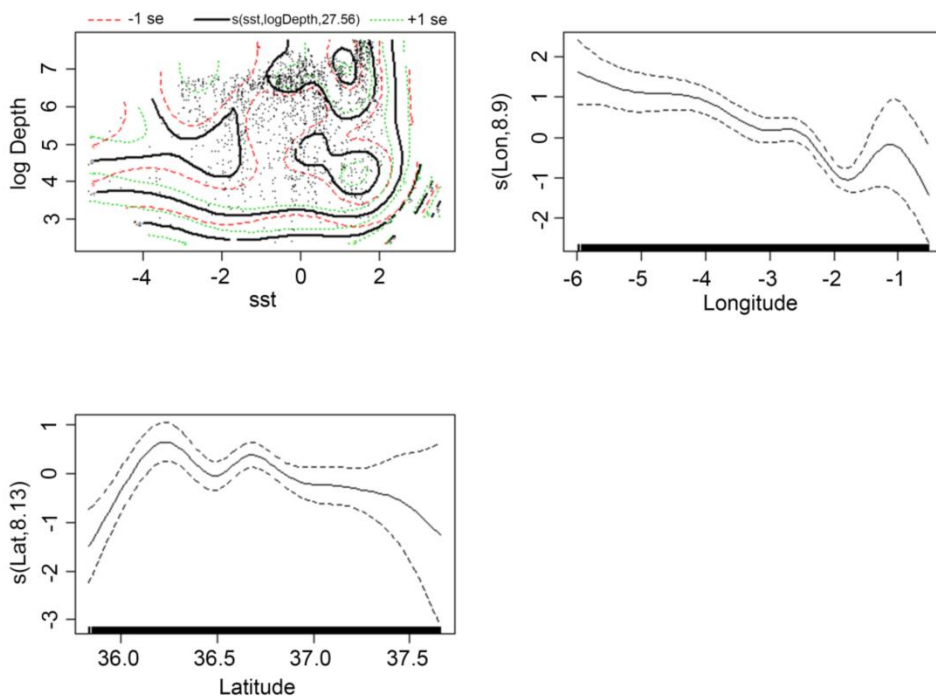 -1 se s(sst,logDepth,27.56) +1 se
log Depth
7
6
5
4
3
-4 -2 0 2
sst
s(Lon,8.9)
2
1
0
-1
-2
-6 -5 -4 -3 -2 -1
Longitude
s(Lat,8.13)
1
0
-1
-2
-3
36.0 36.5 37.0 37.5
Latitude